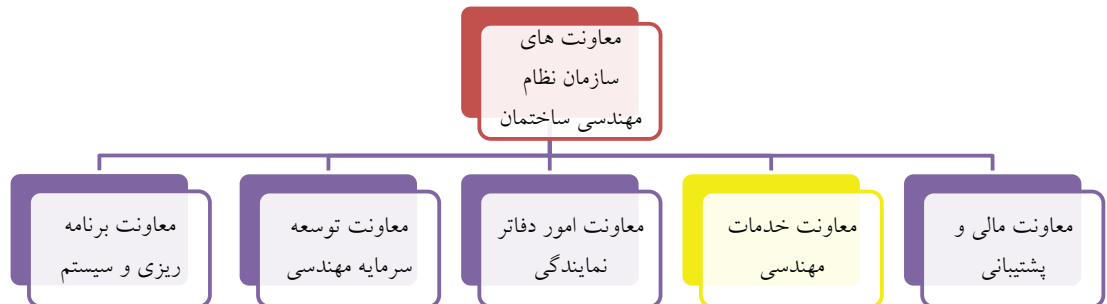 معاونت های
سازمان نظام
مهندسی ساختمان
معاونت مالی و
پشتیبانی
معاونت خدمات
مهندسی
معاونت امور دفاتر
نمایندگی
معاونت توسعه
سرمایه مهندسی
معاونت برنامه
ریزی و سیستم